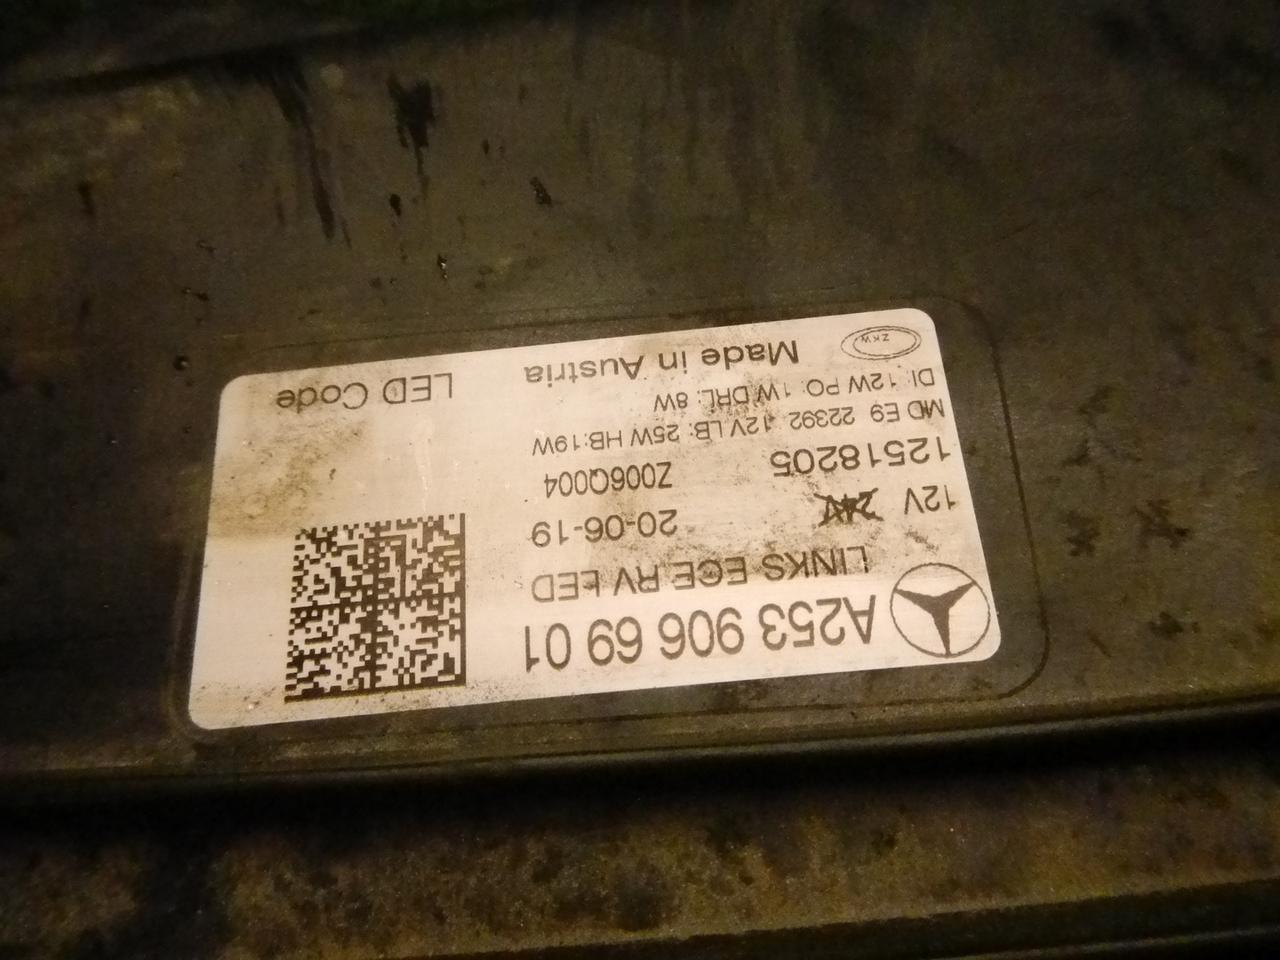 A253 906 69 01
LINKS ECE RV LED
12V 24V 20-06-19
12518205 Z006Q004
MD E9 22392 12V LB: 25W HB:19W
DI: 12W PO: 1W DRL: 8W
ZKW Made in Austria LED Code